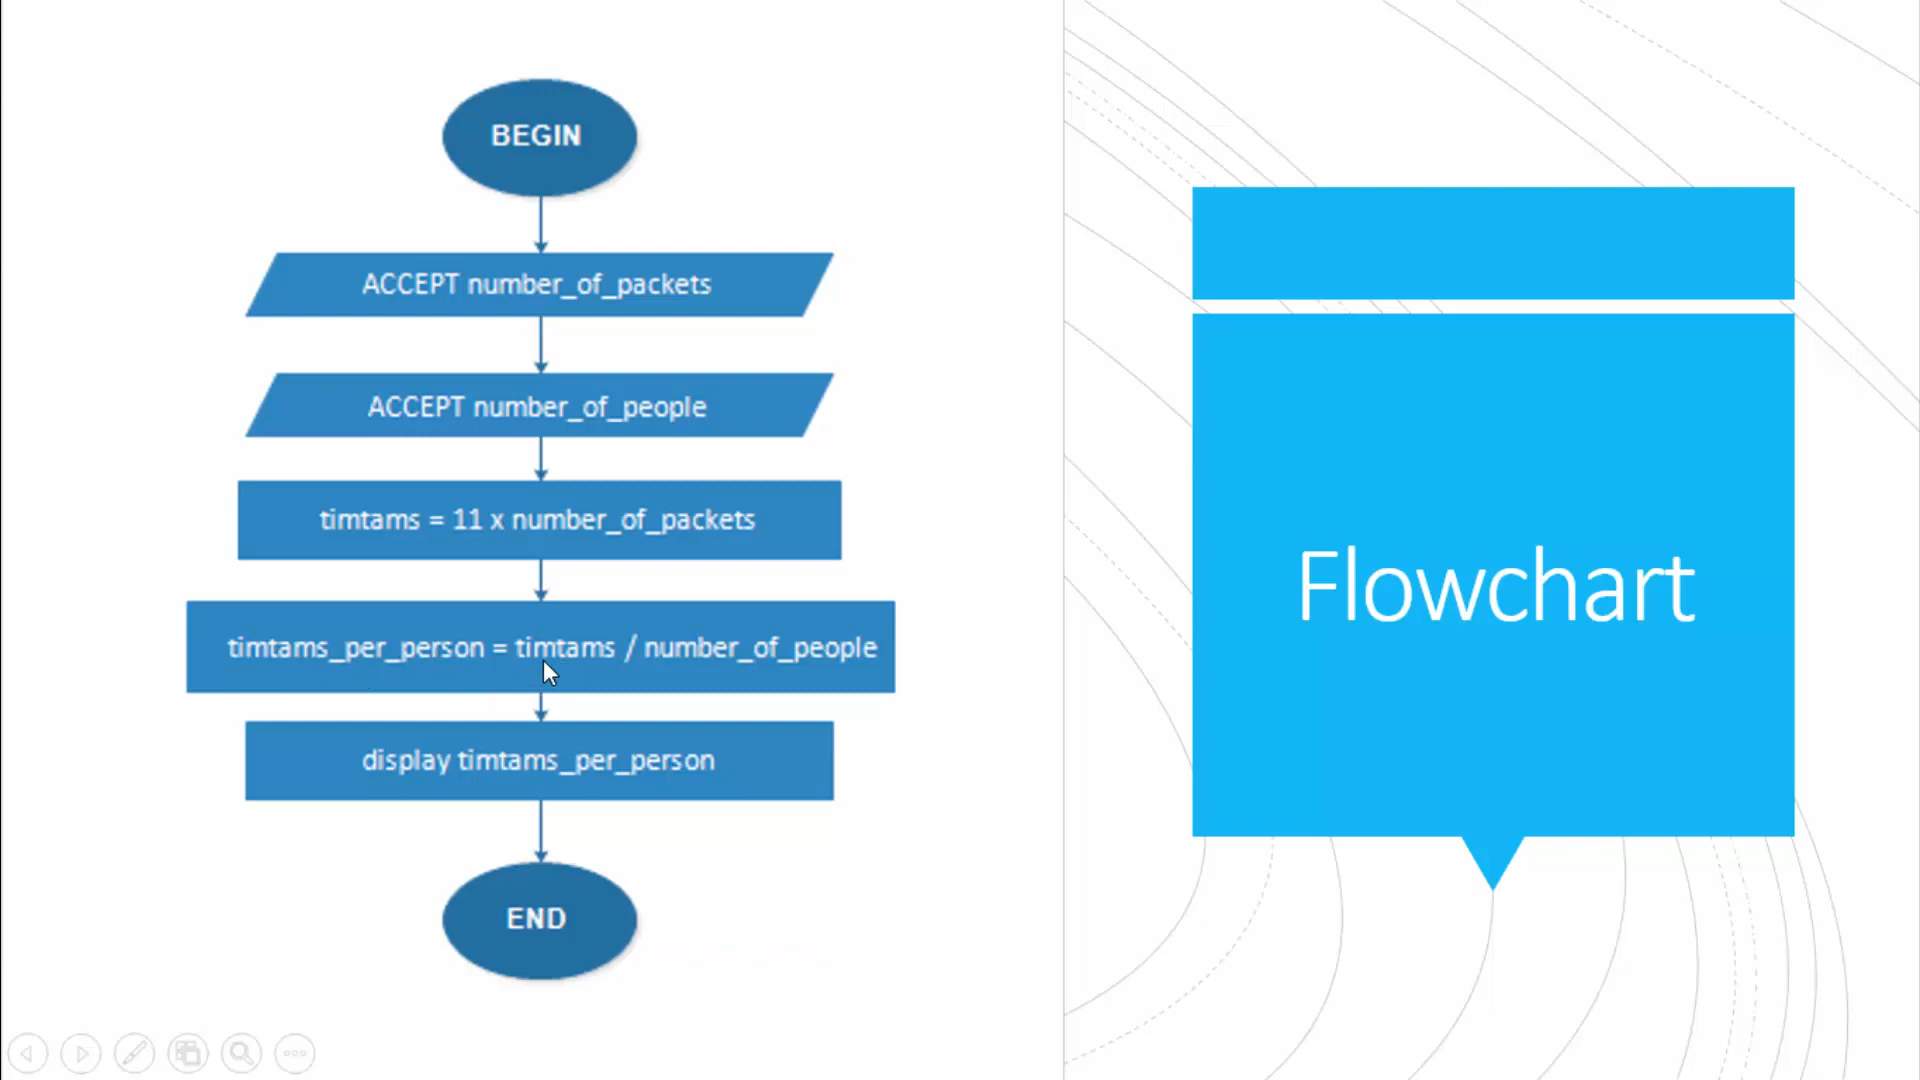 BEGIN
ACCEPT number_of_packets
ACCEPT number_of_people
timtams = 11 x number_of_packets
timtams_per_person = timtams / number_of_people
display timtams_per_person
END
Flowchart